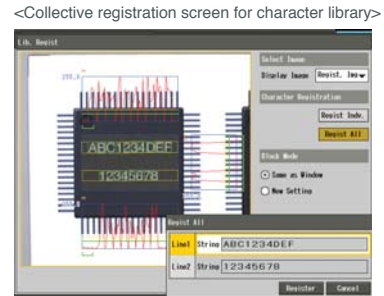 <Collective registration screen for character library>
Lib. Regist
Select Image
Display Image Regist. Img
Character Registration
Regist Indv.
Regist All
ABC1234DEF
12345678
Block Mode
Same as Window
New Setting
Regist All
Line1 String ABC1234DEF
Line2 String 12345678
Register Cancel